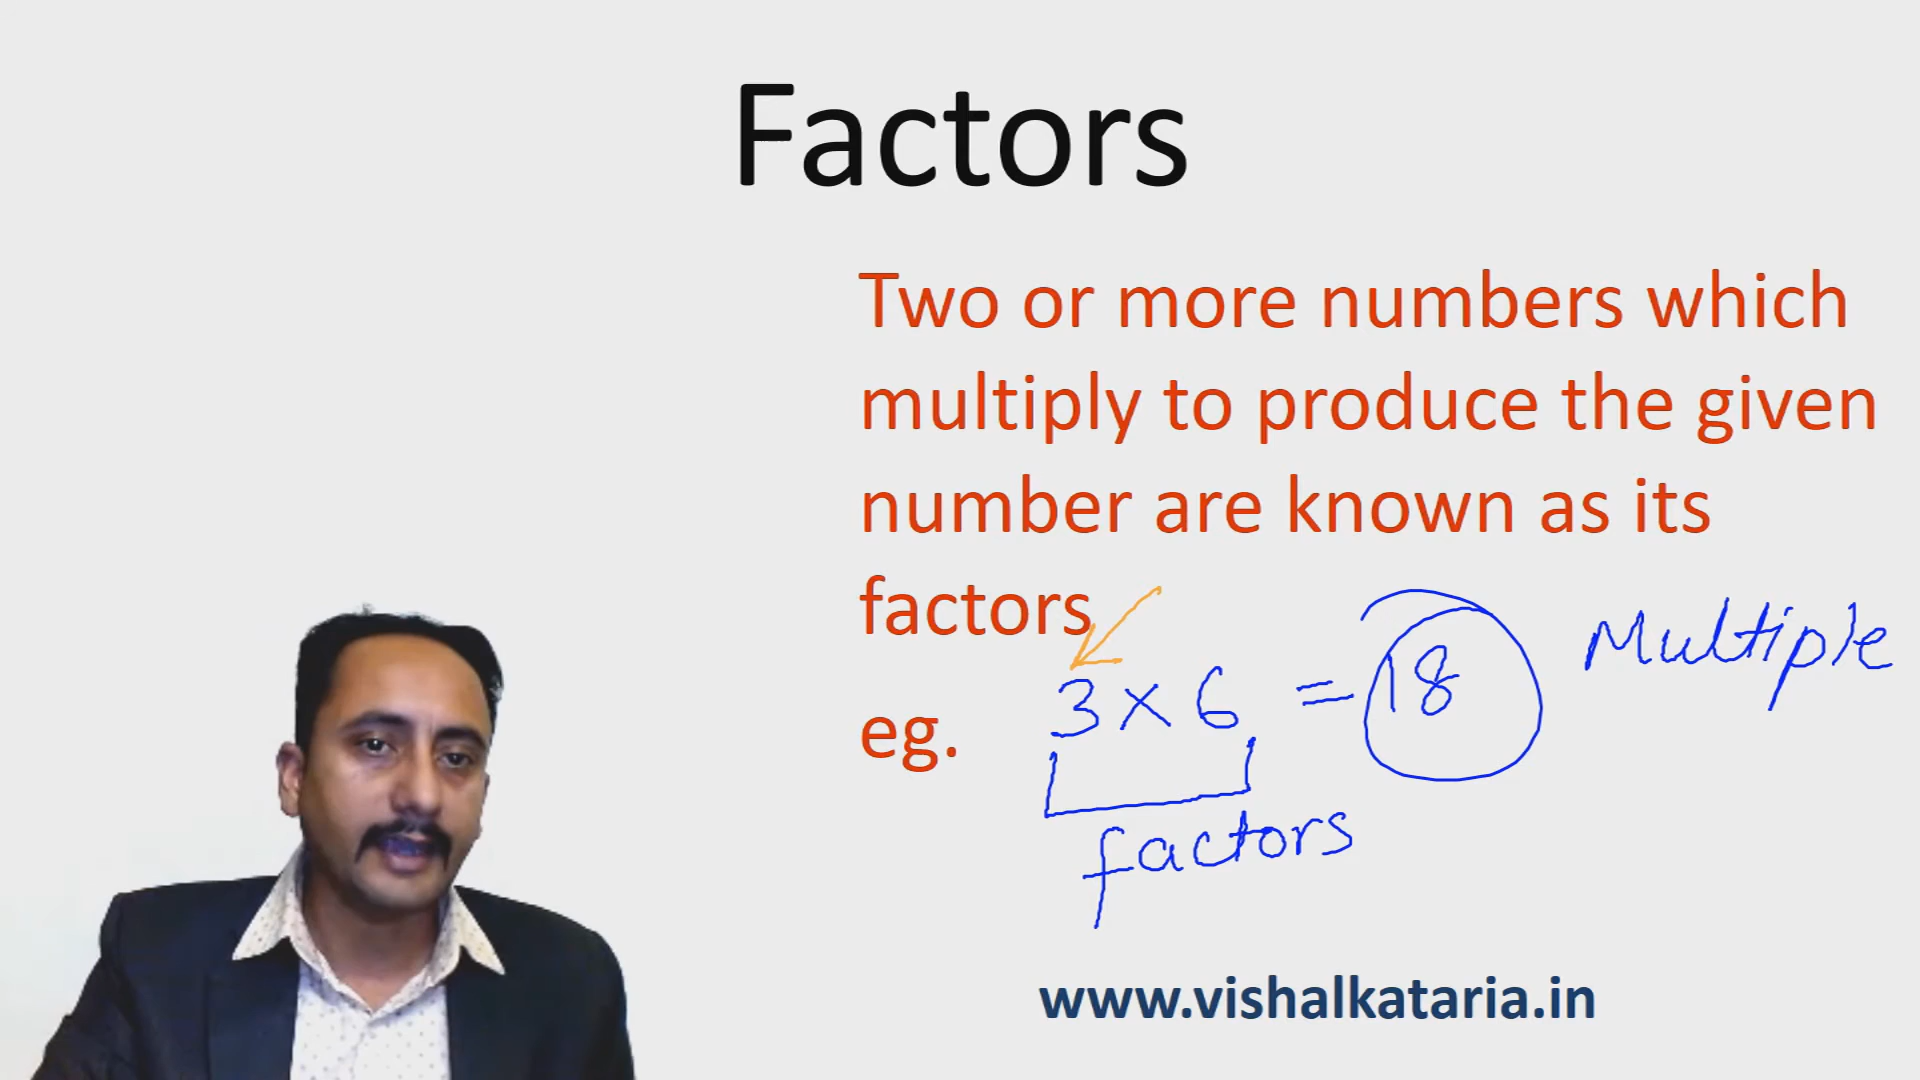 Factors
Two or more numbers which
multiply to produce the given
number are known as its
factors
eg. 3 × 6 = 18 Multiple
factors
www.vishalkataria.in